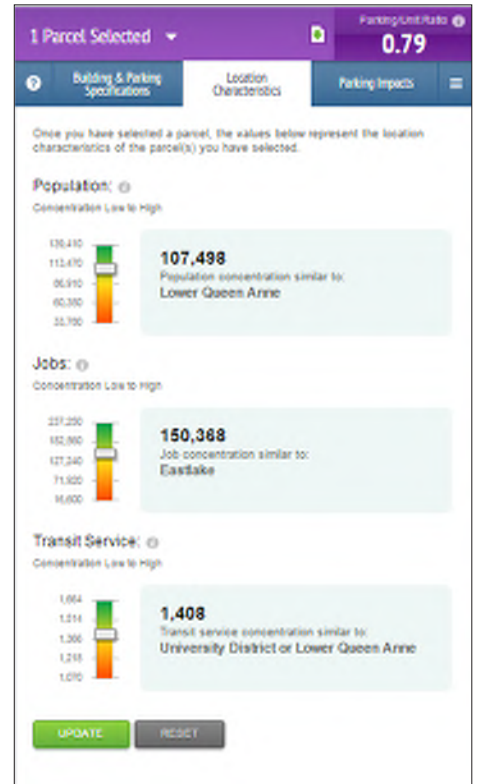 Parking/Unit Ratio
1 Parcel Selected
0.79
Building & Parking Specifications
Location Characteristics
Parking Impacts
Once you have selected a parcel, the values below represent the location
characteristics of the parcel(s) you have selected.
Population:
Concentration Low to High
107,498
Population concentration similar to:
Lower Queen Anne
Jobs:
Concentration Low to High
150,368
Job concentration similar to:
Eastlake
71,920
Transit Service:
Concentration Low to High
1,408
Transit service concentration similar to:
University District or Lower Queen Anne
1,070
UPDATE
RESET